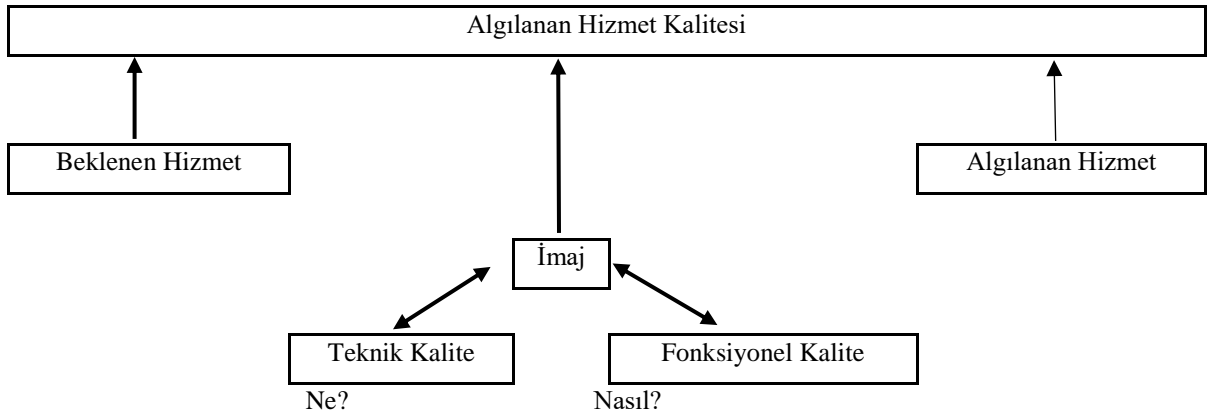 Algılanan Hizmet Kalitesi
Beklenen Hizmet
Algılanan Hizmet
İmaj
Teknik Kalite
Fonksiyonel Kalite
Ne?
Nasıl?